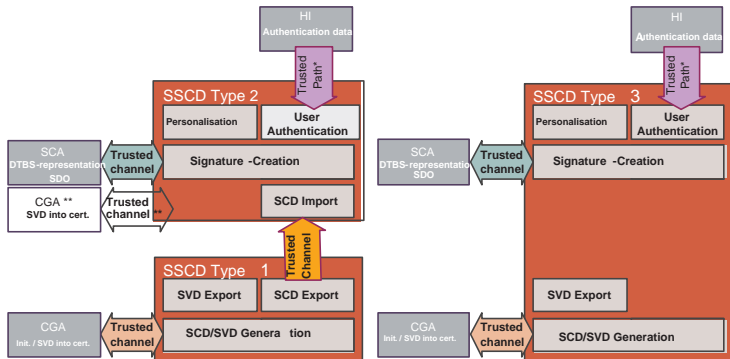 HI
Authentication data
Trusted
Path*
SSCD Type 2
Personalisation
User
Authentication
SCA
DTBS-representation
SDO
Trusted
channel
Signature -Creation
CGA **
SVD into cert.
Trusted
channel **
SCD Import
Trusted
Channel
SSCD Type 1
SVD Export
SCD Export
CGA
Init. / SVD into cert.
Trusted
channel
SCD/SVD Genera tion
HI
Authentication data
Trusted
Path*
SSCD Type 3
Personalisation
User
Authentication
SCA
DTBS-representatio
SDO
Trusted
channel
Signature -Creation
SVD Export
CGA
Init. / SVD into cert.
Trusted
channel
SCD/SVD Generation